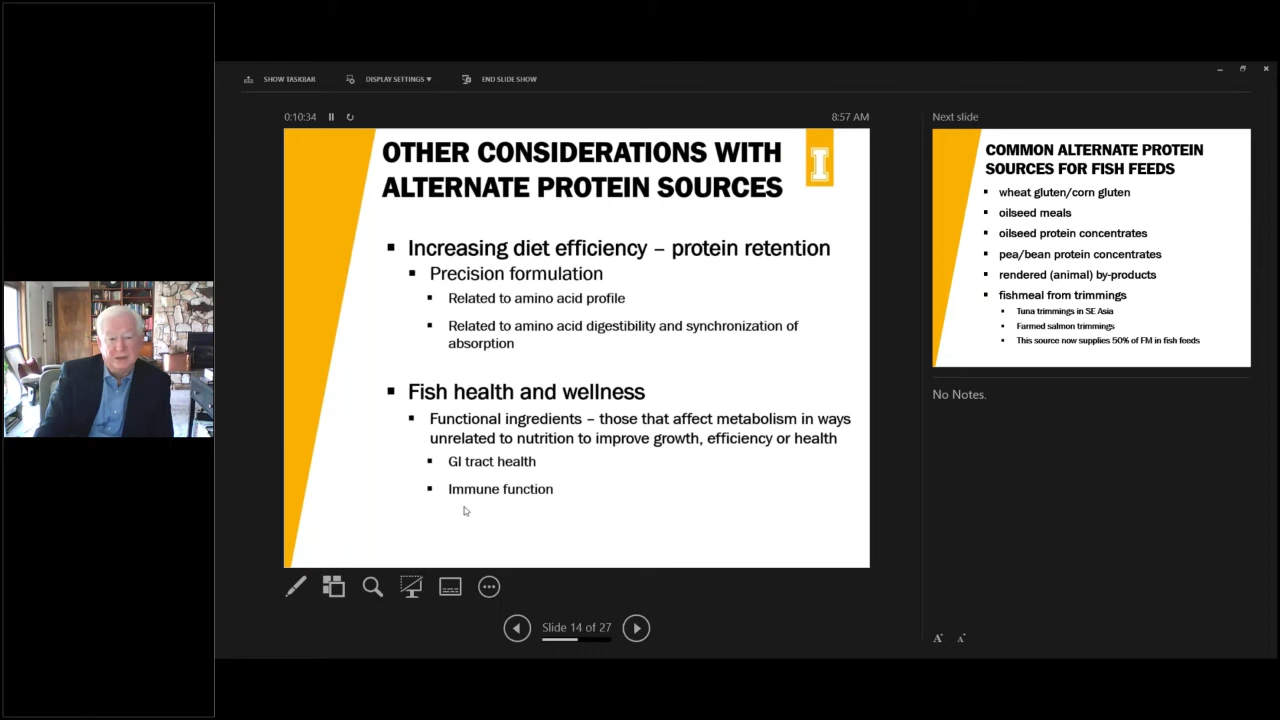 SHOW TASKBAR
DISPLAY SETTINGS ▾
END SLIDE SHOW
0:10:34
8:57 AM
OTHER CONSIDERATIONS WITH
ALTERNATE PROTEIN SOURCES
I
▪ Increasing diet efficiency – protein retention
▪ Precision formulation
▪ Related to amino acid profile
▪ Related to amino acid digestibility and synchronization of
absorption
▪ Fish health and wellness
▪ Functional ingredients – those that affect metabolism in ways
unrelated to nutrition to improve growth, efficiency or health
▪ GI tract health
▪ Immune function
Slide 14 of 27
Next slide
COMMON ALTERNATE PROTEIN
SOURCES FOR FISH FEEDS
▪ wheat gluten/corn gluten
▪ oilseed meals
▪ oilseed protein concentrates
▪ pea/bean protein concentrates
▪ rendered (animal) by-products
▪ fishmeal from trimmings
▪ Tuna trimmings in SE Asia
▪ Farmed salmon trimmings
▪ This source now supplies 50% of FM in fish feeds
No Notes.
A A